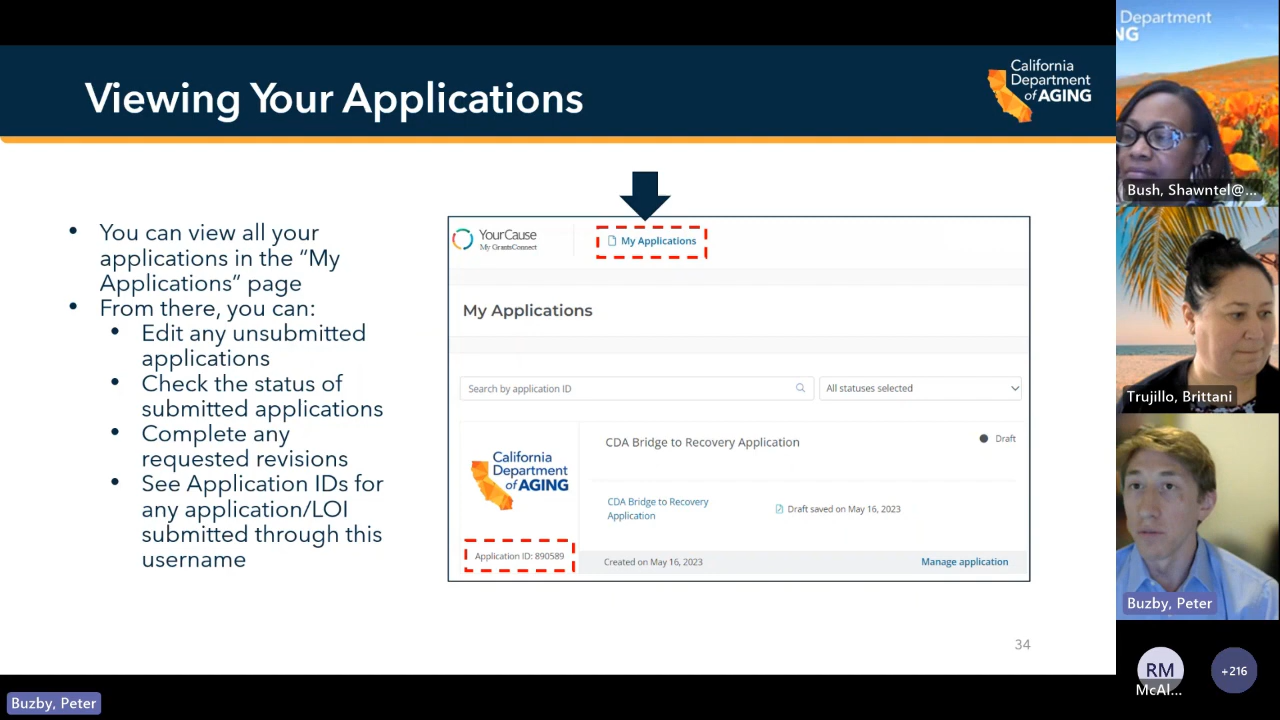 Viewing Your Applications
California
Department
of AGING
• You can view all your
applications in the “My
Applications” page
• From there, you can:
• Edit any unsubmitted
applications
• Check the status of
submitted applications
• Complete any
requested revisions
• See Application IDs for
any application/LOI
submitted through this
username
YourCause
My GrantsConnect
My Applications
My Applications
Search by application ID
All statuses selected
California
Department
of AGING
Application ID: 890589
CDA Bridge to Recovery Application
Draft
CDA Bridge to Recovery
Application
Draft saved on May 16, 2023
Created on May 16, 2023
Manage application
34
Buzby, Peter
Department
NG
Bush, Shawntel@...
Trujillo, Brittani
Buzby, Peter
RM
McAl...
+216